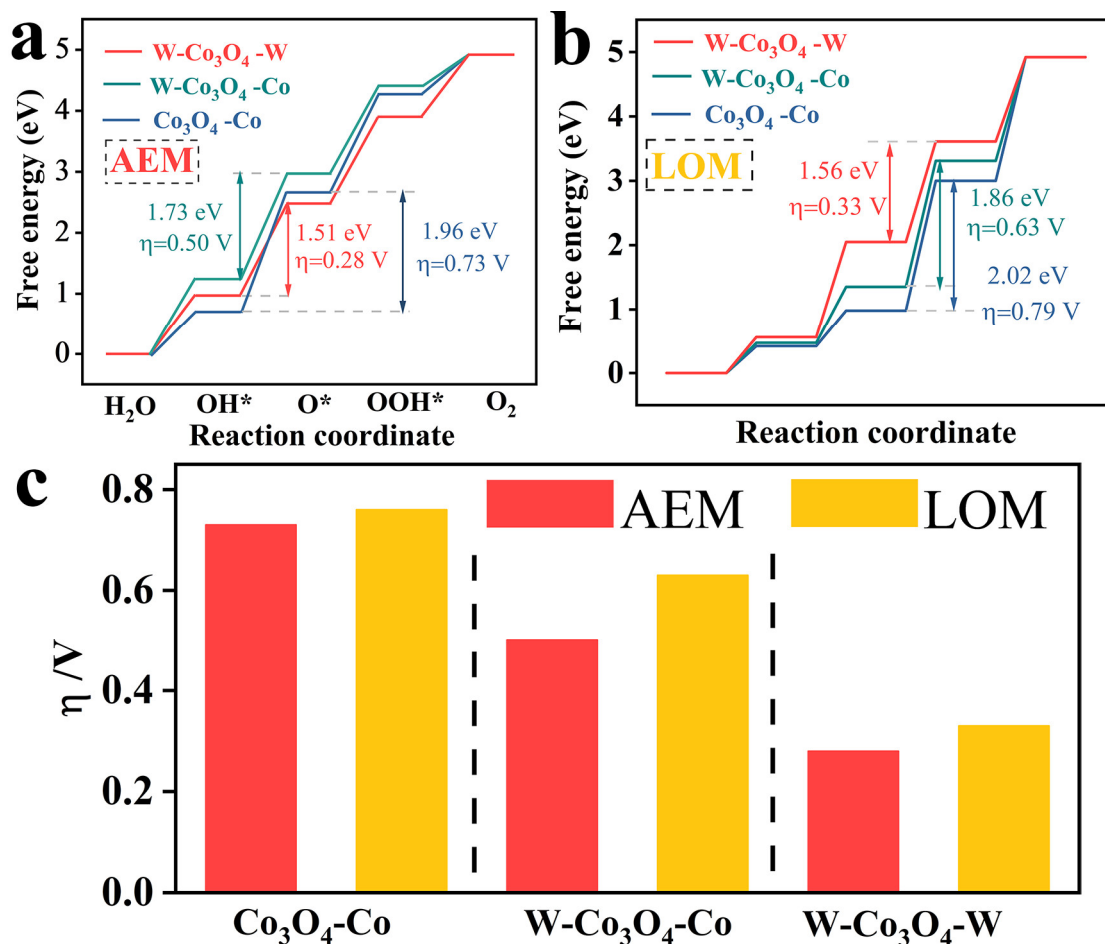 a
5
4
3
2
1
0
Free energy (eV)
W-Co₃O₄ -W
W-Co₃O₄ -Co
Co₃O₄ -Co
AEM
1.73 eV
η=0.50 V
1.51 eV
η=0.28 V
1.96 eV
η=0.73 V
H₂O OH* O* OOH* O₂
Reaction coordinate
b
5
4
3
2
1
0
Free energy (eV)
W-Co₃O₄ -W
W-Co₃O₄ -Co
Co₃O₄ -Co
LOM
1.56 eV
η=0.33 V
1.86 eV
η=0.63 V
2.02 eV
η=0.79 V
Reaction coordinate
c
0.8
0.6
0.4
0.2
0.0
η /V
AEM LOM
Co₃O₄-Co W-Co₃O₄-Co W-Co₃O₄-W